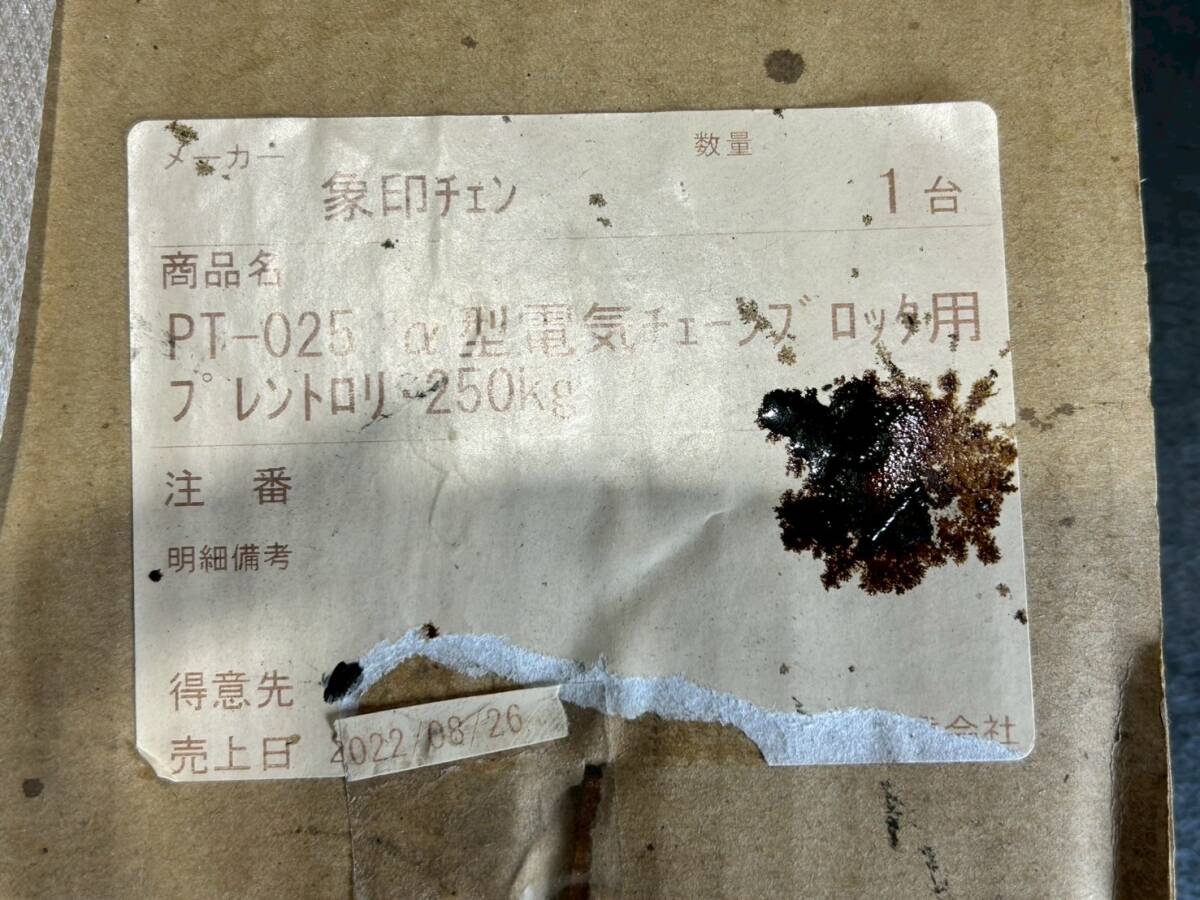 メーカー 数量
象印ﾁｪﾝ 1 台
商品名
PT-025 α型電気ﾁｪｰﾝﾌﾞﾛｯｸ用
ﾌﾟﾚﾝﾄﾛﾘ 250kg
注 番
明細備考
得意先 会社
売上日 2022/08/26